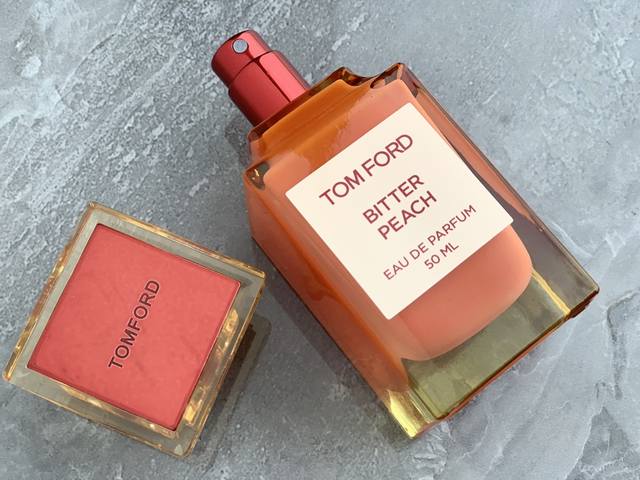 TOM FORD
BITTER
PEACH
EAU DE PARFUM
50 ML
TOMFORD